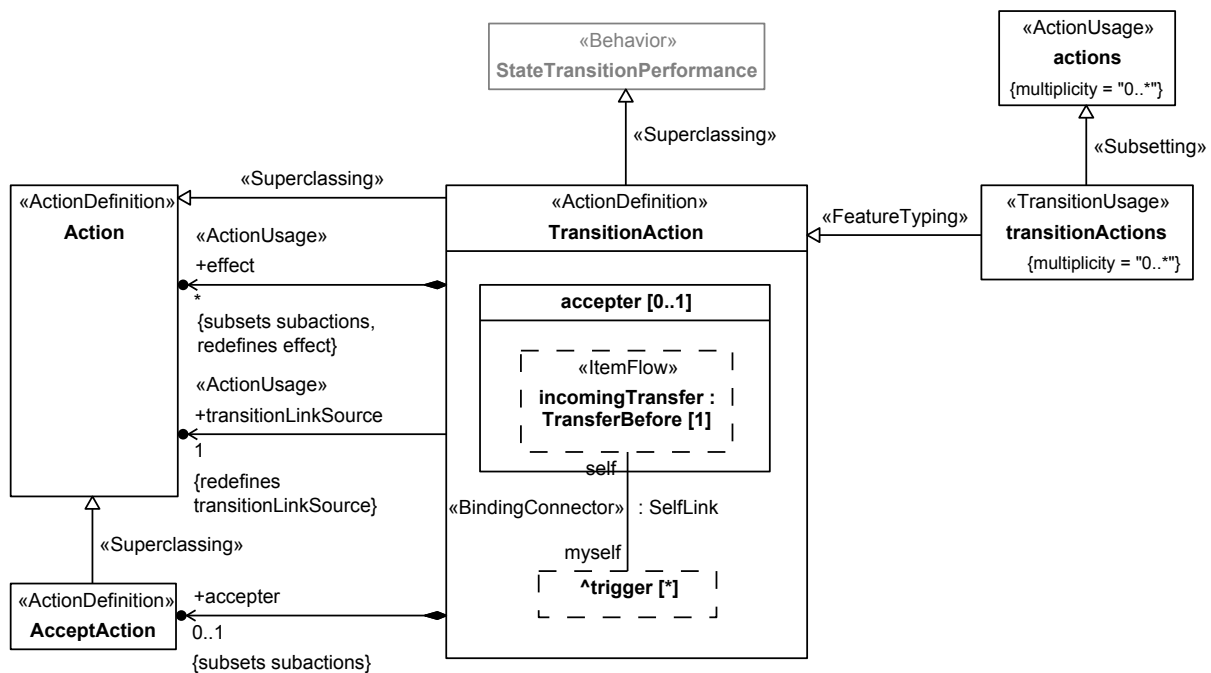 «Behavior»
StateTransitionPerformance
«ActionUsage»
actions
{multiplicity = "0..*"}
«Superclassing»
«Subsetting»
«Superclassing»
«ActionDefinition»
Action
«ActionDefinition»
TransitionAction
«FeatureTyping»
«TransitionUsage»
transitionActions
{multiplicity = "0..*"}
«ActionUsage»
+effect
*
{subsets subactions,
redefines effect}
accepter [0..1]
«ItemFlow»
incomingTransfer :
TransferBefore [1]
«ActionUsage»
+transitionLinkSource
1
{redefines
transitionLinkSource}
self
«BindingConnector»
: SelfLink
myself
^trigger [*]
«Superclassing»
«ActionDefinition»
AcceptAction
+accepter
0..1
{subsets subactions}